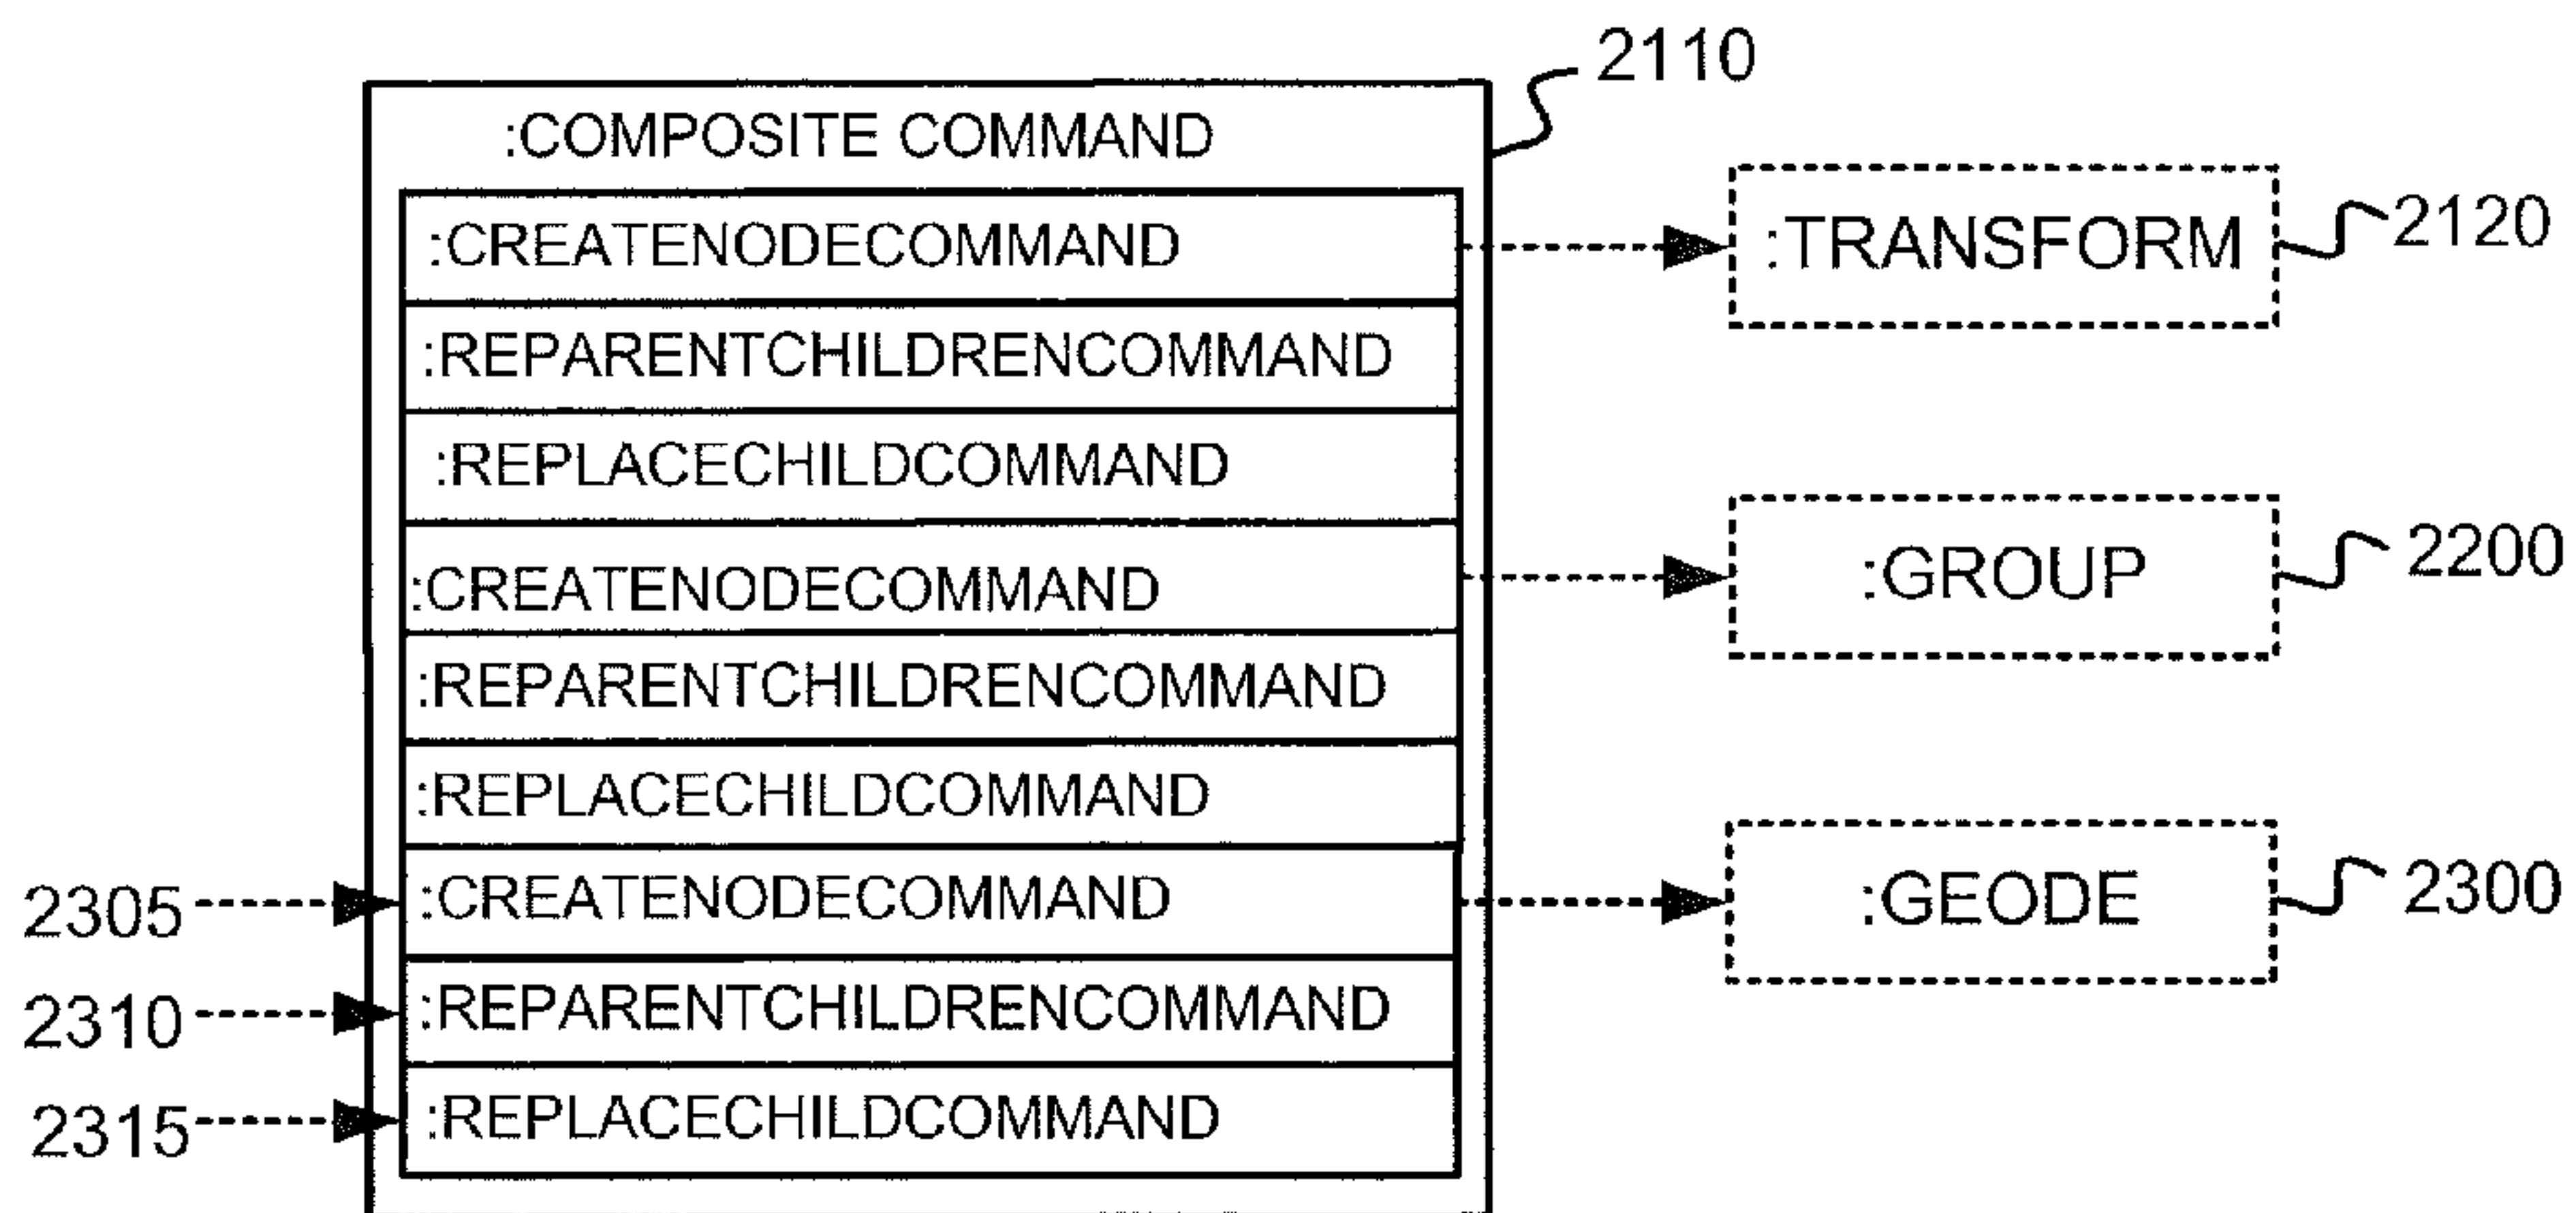 2110
:COMPOSITE COMMAND
:CREATENODECOMMAND
:TRANSFORM
2120
:REPARENTCHILDRENCOMMAND
:REPLACECHILDCOMMAND
:CREATENODECOMMAND
:GROUP
2200
:REPARENTCHILDRENCOMMAND
:REPLACECHILDCOMMAND
2305
:CREATENODECOMMAND
:GEODE
2300
2310
:REPARENTCHILDRENCOMMAND
2315
:REPLACECHILDCOMMAND